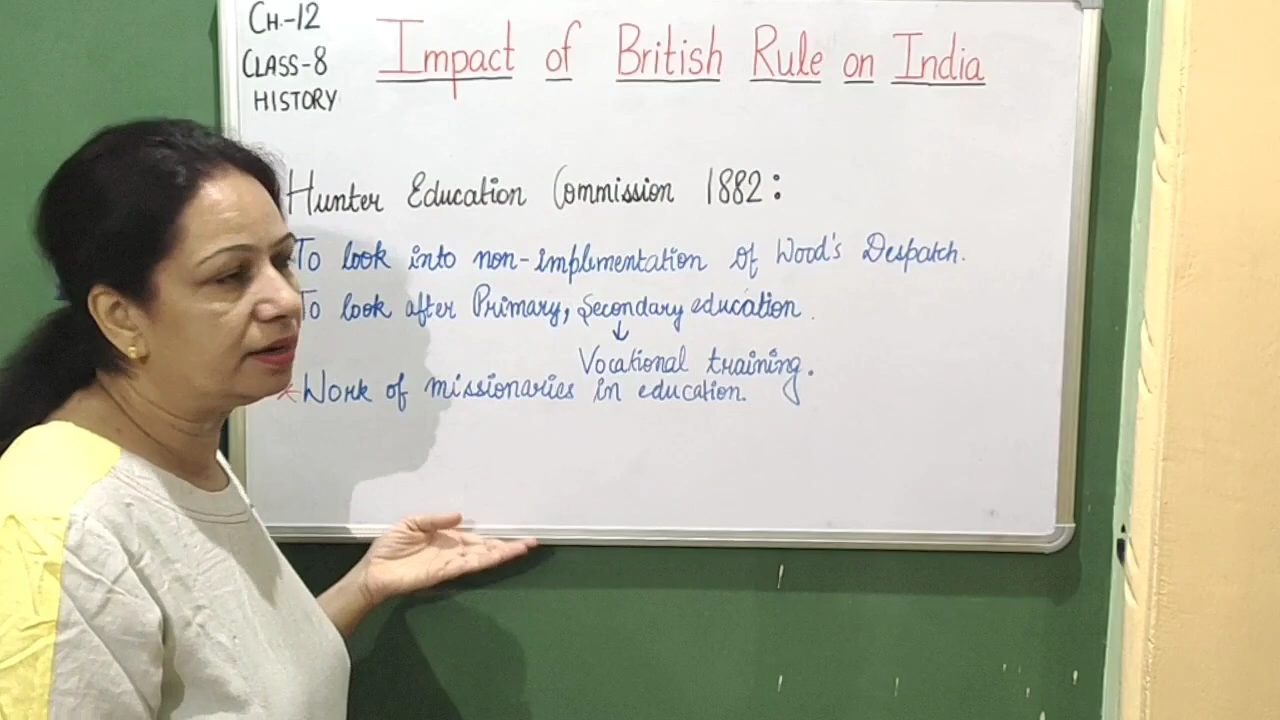 CH.-12
CLASS-8
HISTORY
Impact of British Rule on India
Hunter Education Commission 1882:
To look into non-implementation of Wood's Despatch.
To look after Primary, Secondary education.
↓
Vocational training.
Work of missionaries in education.